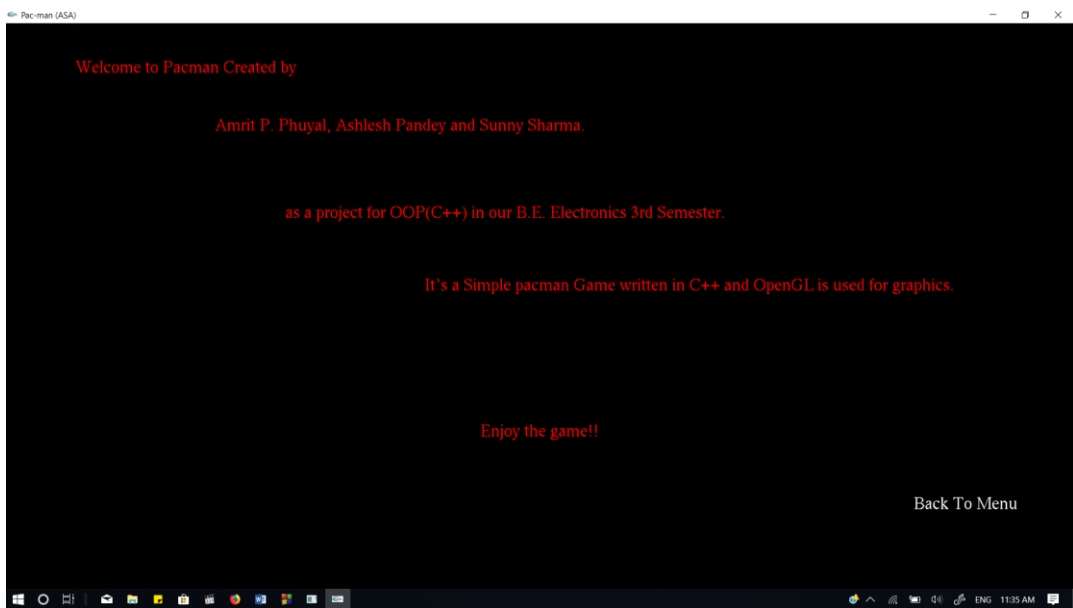 Pac-man (ASA)
Welcome to Pacman Created by
Amrit P. Phuyal, Ashlesh Pandey and Sunny Sharma.
as a project for OOP(C++) in our B.E. Electronics 3rd Semester.
It's a Simple pacman Game written in C++ and OpenGL is used for graphics.
Enjoy the game!!
Back To Menu
ENG 11:35 AM